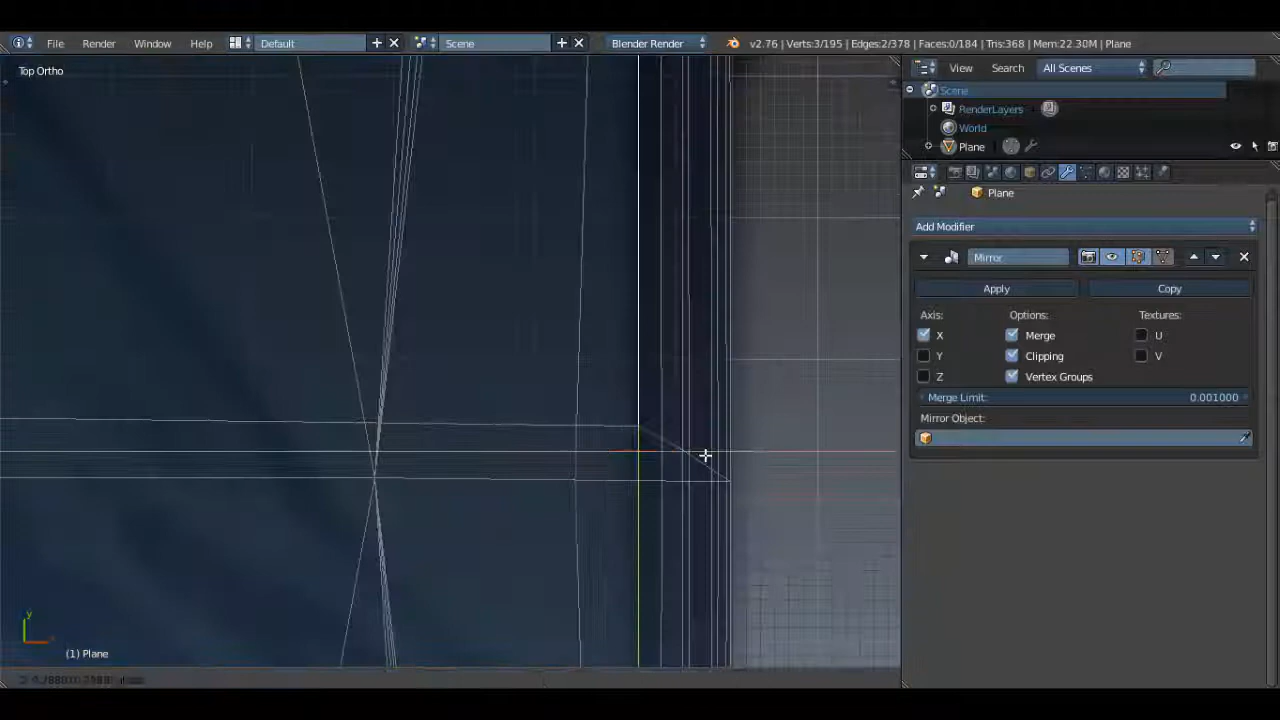 File Render Window Help Default Scene Blender Render v2.76 | Verts:3/195 | Edges:2/378 | Faces:0/184 | Tris:368 | Mem:22.30M | Plane
Top Ortho
View Search All Scenes
Scene
RenderLayers
World
Plane
Plane
Add Modifier
Mirror
Apply Copy
Axis: Options: Textures:
X Merge U
Y Clipping V
Z Vertex Groups
Merge Limit: 0.001000
Mirror Object:
y
(1) Plane